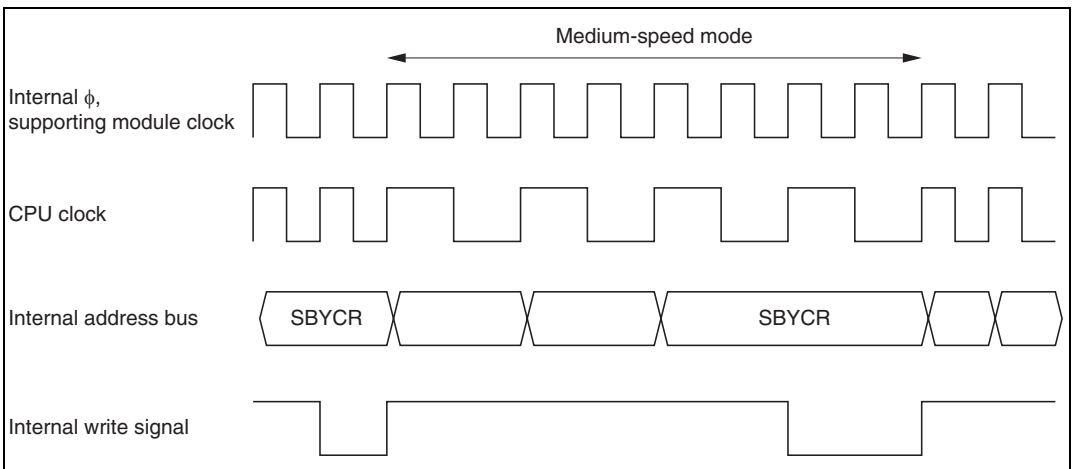 Medium-speed mode
Internal ϕ,
supporting module clock
CPU clock
Internal address bus
SBYCR
SBYCR
Internal write signal